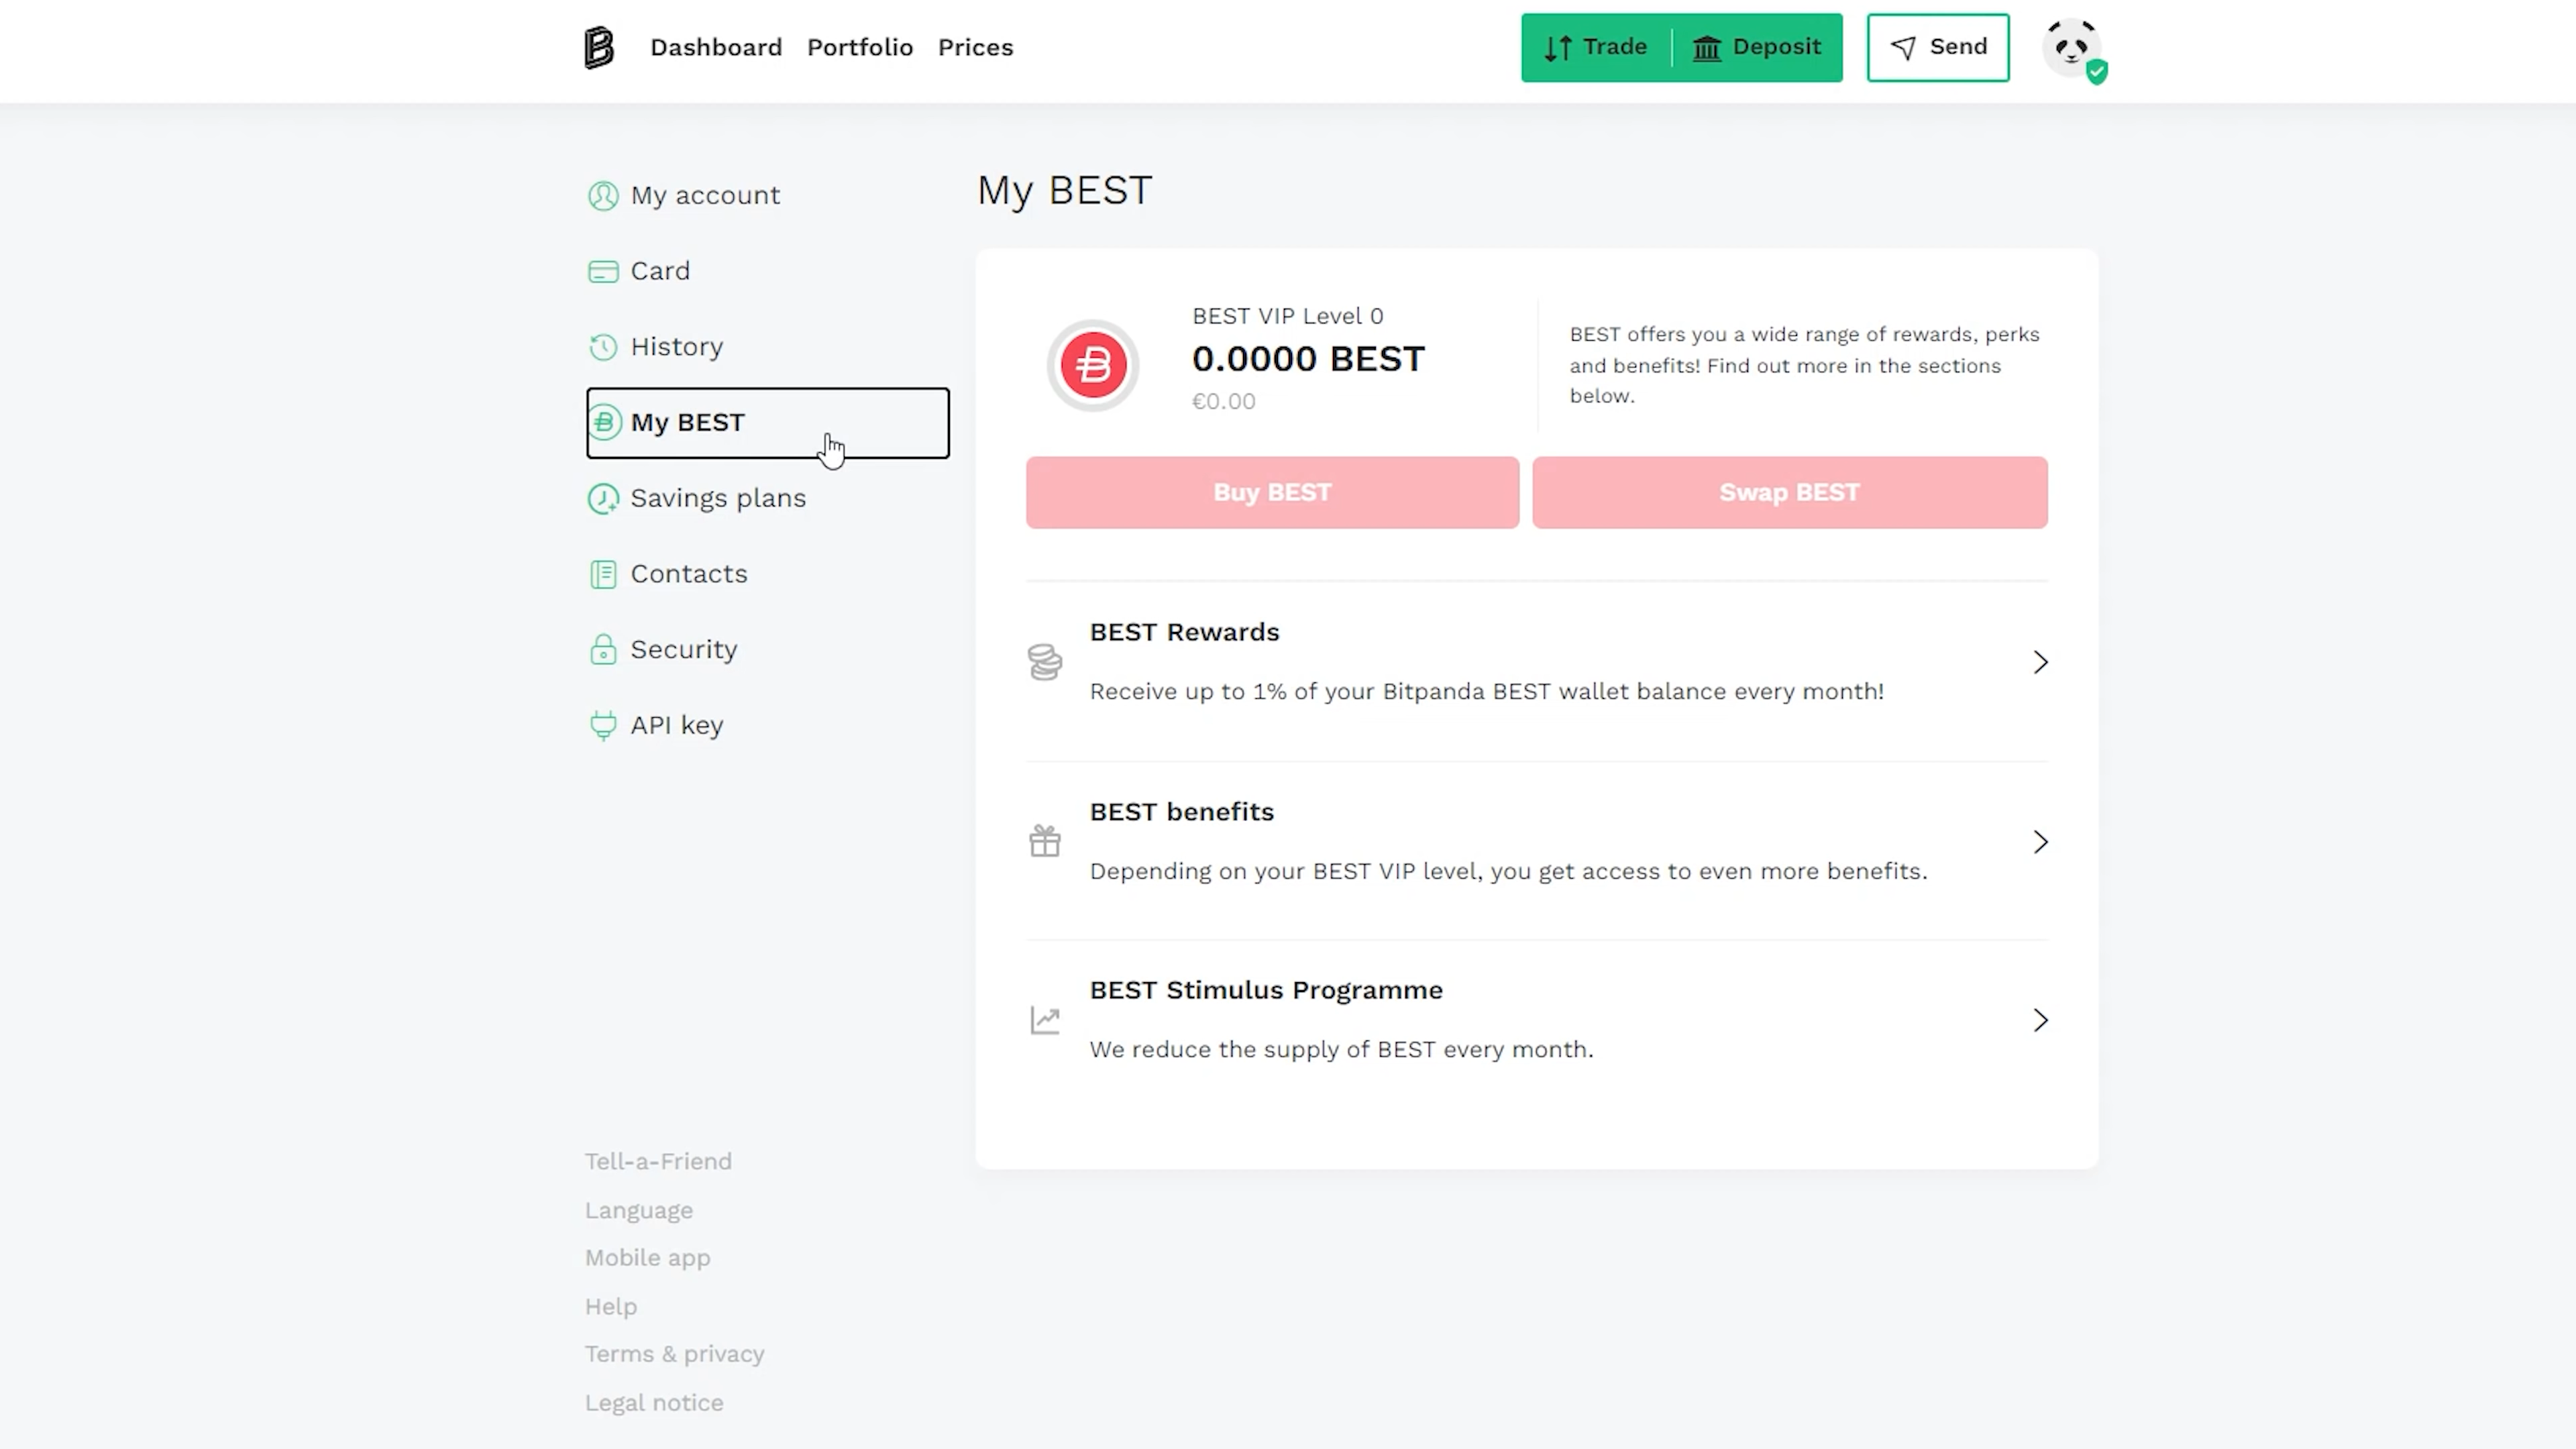 Dashboard Portfolio Prices
Trade Deposit Send
My account
Card
History
My BEST
Savings plans
Contacts
Security
API key
Tell-a-Friend
Language
Mobile app
Help
Terms & privacy
Legal notice
My BEST
BEST VIP Level 0
0.0000 BEST
€0.00
BEST offers you a wide range of rewards, perks
and benefits! Find out more in the sections
below.
Buy BEST
Swap BEST
BEST Rewards
Receive up to 1% of your Bitpanda BEST wallet balance every month!
BEST benefits
Depending on your BEST VIP level, you get access to even more benefits.
BEST Stimulus Programme
We reduce the supply of BEST every month.